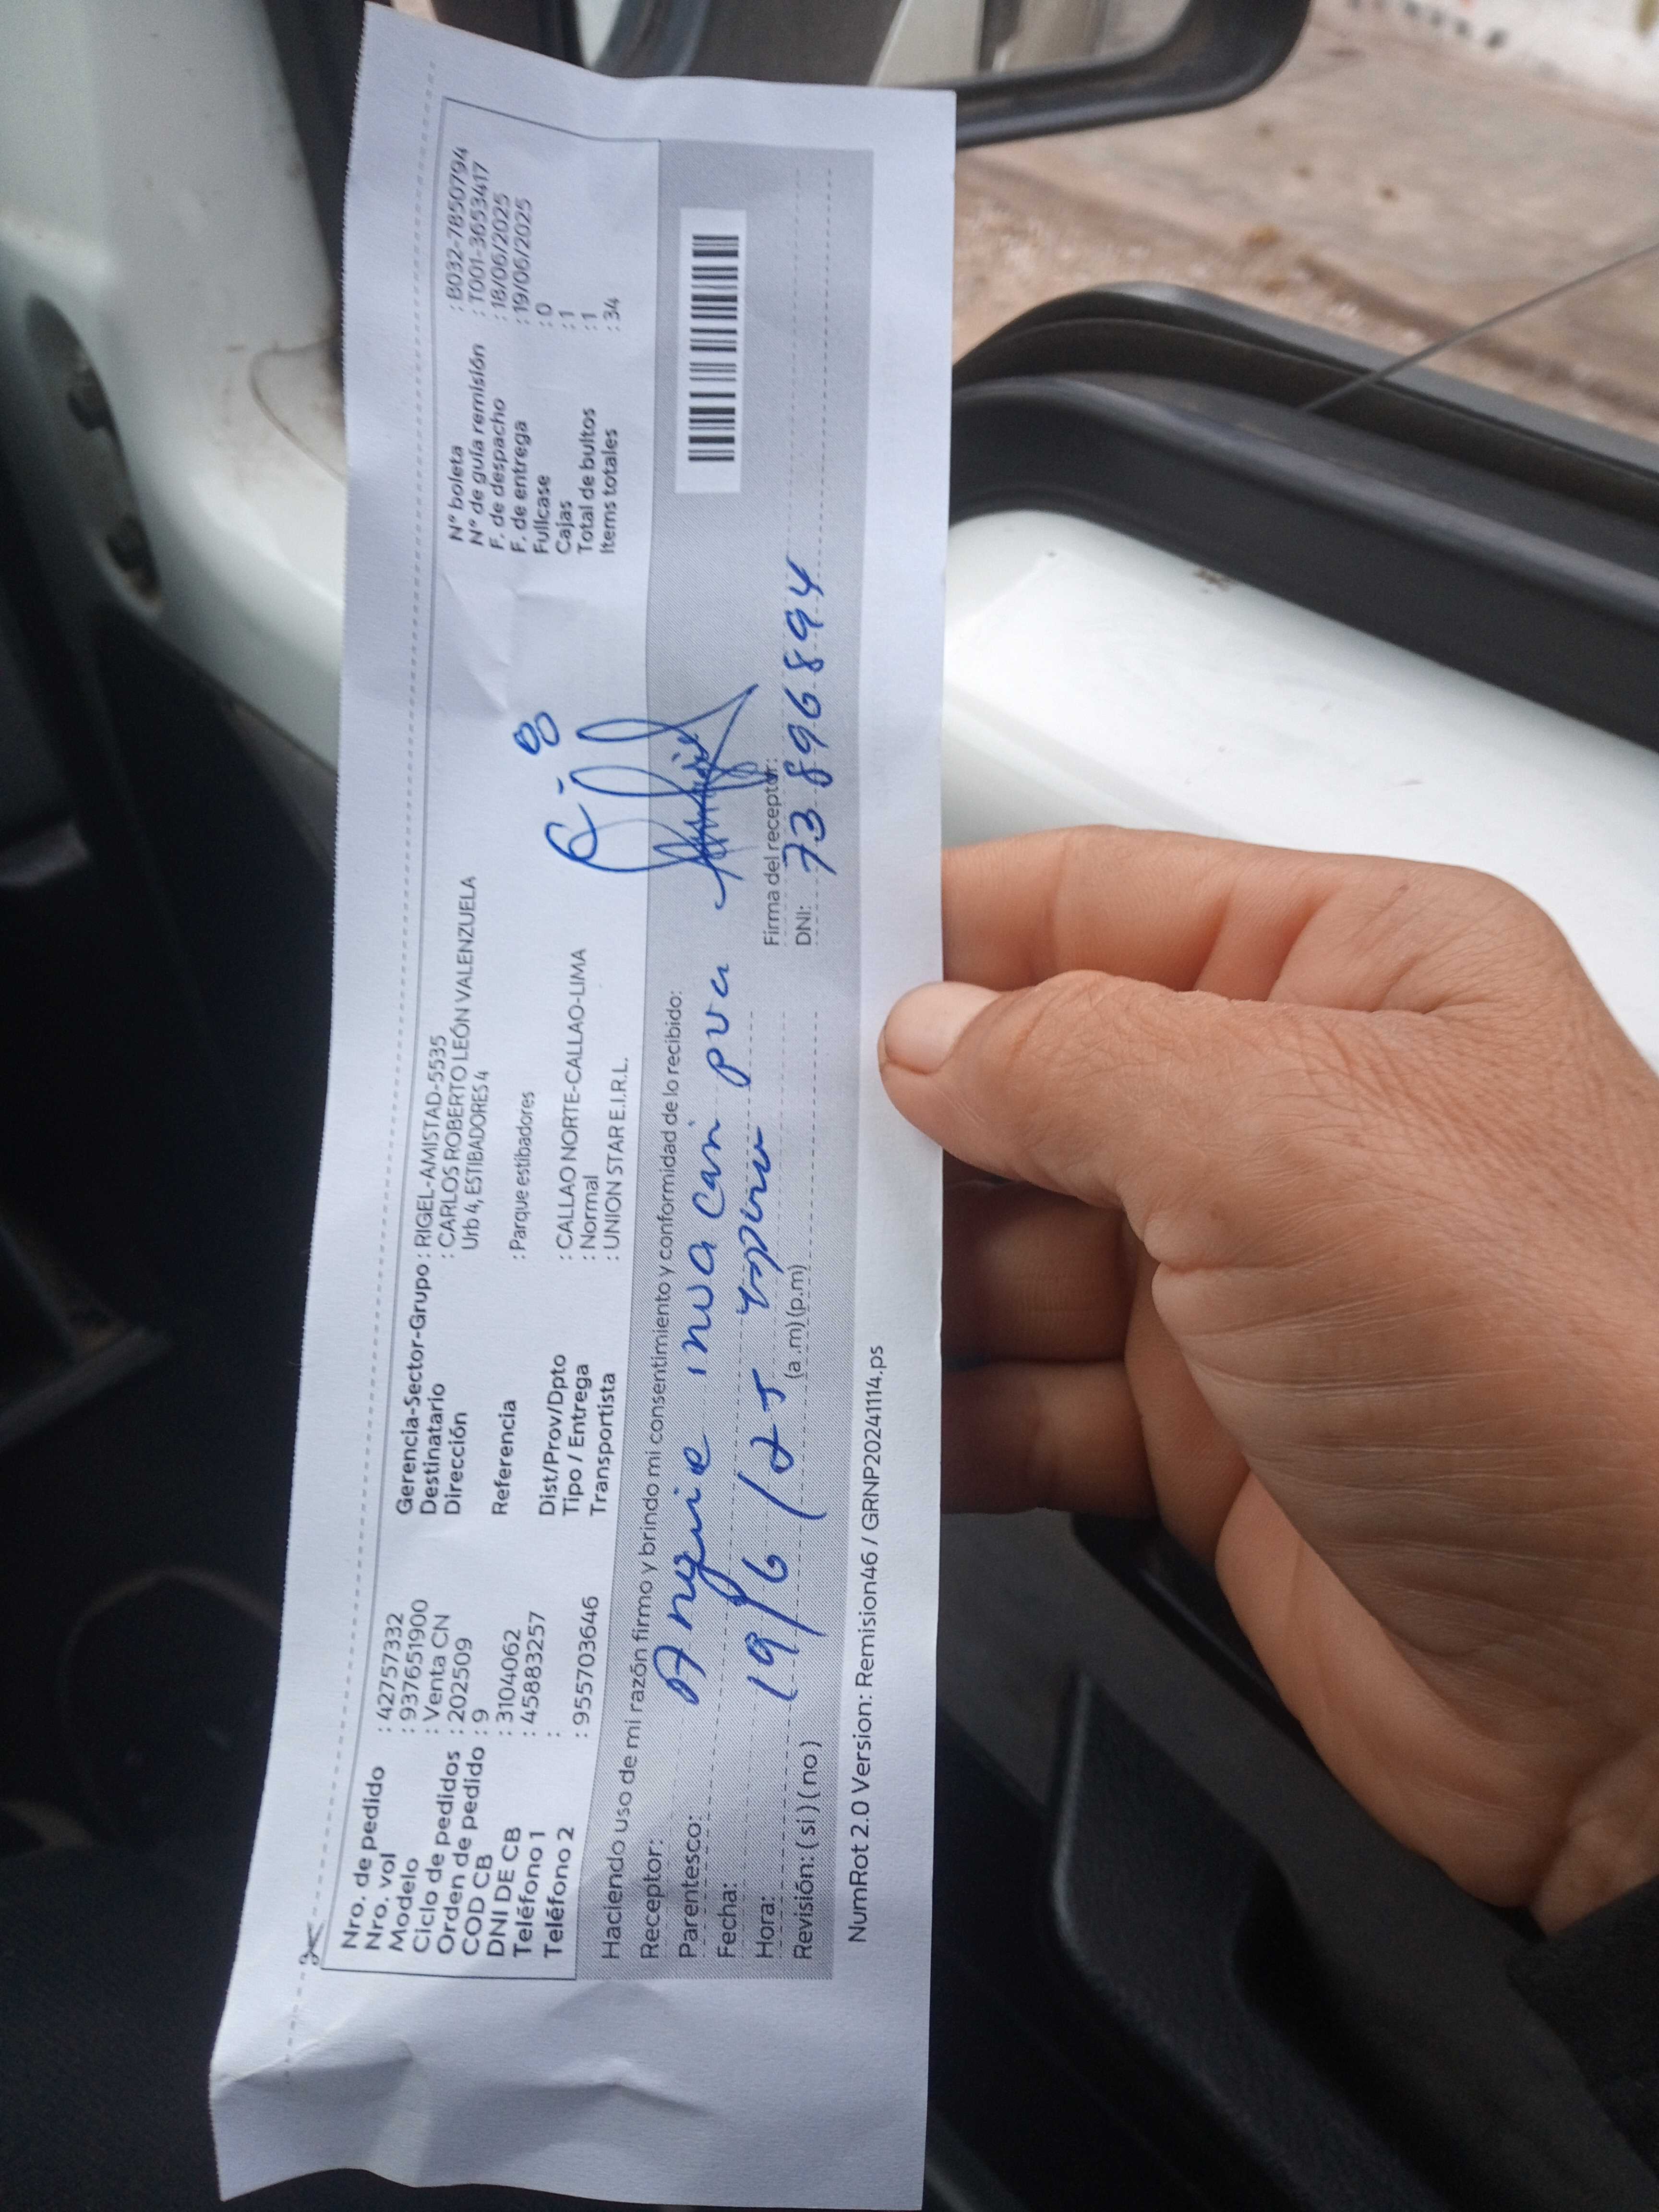 Nro. de pedido : 42757332
Nro. vol : 937651900
Modelo : Venta CN
Ciclo de pedidos : 202509
Orden de pedido : 9
COD CB : 3104062
DNI DE CB : 45883257
Teléfono 1 :
Teléfono 2 : 955703646
Gerencia-Sector-Grupo : RIGEL-AMISTAD-5535
Destinatario : CARLOS ROBERTO LEÓN VALENZUELA
Dirección Urb 4, ESTIBADORES 4
Referencia : Parque estibadores
Dist/Prov/Dpto : CALLAO NORTE-CALLAO-LIMA
Tipo / Entrega : Normal
Transportista : UNION STAR E.I.R.L.
N° boleta : B032-7850794
N° de guía remisión : T001-3653417
F. de despacho : 18/06/2025
F. de entrega : 19/06/2025
Fullcase : 0
Cajas : 1
Total de bultos : 1
Items totales : 34
Haciendo uso de mi razón firmo y brindo mi consentimiento y conformidad de lo recibido:
Receptor: Angie
Parentesco:
Fecha: 19/6/25
Hora: (a.m) (p.m)
Revisión: ( si ) ( no )
Firma del receptor:
DNI: 73896894
NumRot 2.0 Version: Remision46 / GRNP20241114.ps